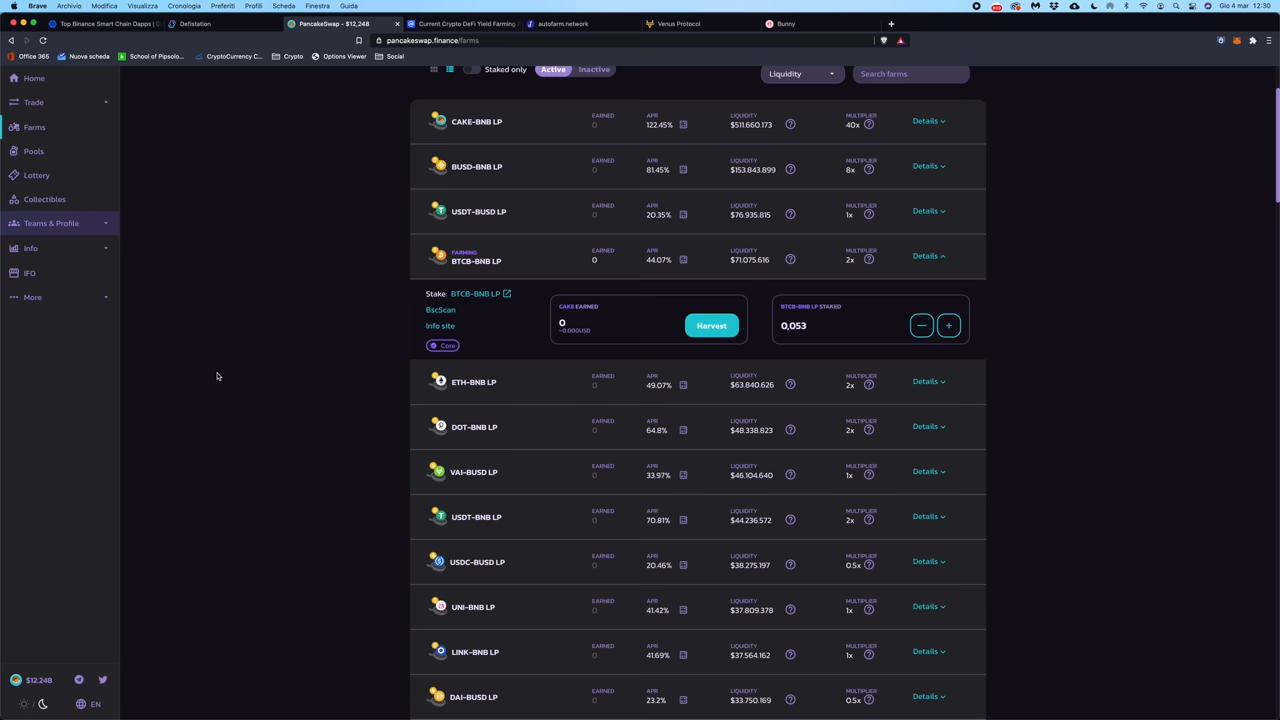 Brave Archivio Modifica Visualizza Cronologia Preferiti Profili Scheda Finestra Guida Gio 4 mar 12:30
Top Binance Smart Chain Dapps | D Defistation PancakeSwap - $12,248 Current Crypto DeFi Yield Farming autofarm.network Venus Protocol Bunny
pancakeswap.finance/farms
Office 365 Nuova scheda School of Pipsolo... CryptoCurrency C... Crypto Options Viewer Social
Home
Trade
Farms
Pools
Lottery
Collectibles
Teams & Profile
Info
IFO
More
$12.248
EN
Staked only Active Inactive Liquidity Search farms
CAKE-BNB LP EARNED 0 APR 122.45% LIQUIDITY $511.660.173 MULTIPLIER 40x Details
BUSD-BNB LP EARNED 0 APR 81.45% LIQUIDITY $153.843.899 MULTIPLIER 8x Details
USDT-BUSD LP EARNED 0 APR 20.35% LIQUIDITY $76.935.815 MULTIPLIER 1x Details
FARMING
BTCB-BNB LP EARNED 0 APR 44.07% LIQUIDITY $71.075.616 MULTIPLIER 2x Details
Stake: BTCB-BNB LP
BscScan
Info site
Core
CAKE EARNED
0
~0.000USD
Harvest
BTCB-BNB LP STAKED
0,053
ETH-BNB LP EARNED 0 APR 49.07% LIQUIDITY $63.840.626 MULTIPLIER 2x Details
DOT-BNB LP EARNED 0 APR 64.8% LIQUIDITY $48.338.823 MULTIPLIER 2x Details
VAI-BUSD LP EARNED 0 APR 33.97% LIQUIDITY $46.104.640 MULTIPLIER 1x Details
USDT-BNB LP EARNED 0 APR 70.81% LIQUIDITY $44.236.572 MULTIPLIER 2x Details
USDC-BUSD LP EARNED 0 APR 20.46% LIQUIDITY $38.275.197 MULTIPLIER 0.5x Details
UNI-BNB LP EARNED 0 APR 41.42% LIQUIDITY $37.809.378 MULTIPLIER 1x Details
LINK-BNB LP EARNED 0 APR 41.69% LIQUIDITY $37.564.162 MULTIPLIER 1x Details
DAI-BUSD LP EARNED 0 APR 23.2% LIQUIDITY $33.750.169 MULTIPLIER 0.5x Details